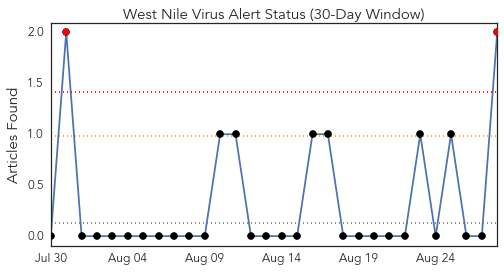 West Nile Virus Alert Status (30-Day Window)
Articles Found
2.0
1.5
1.0
0.5
0.0
Jul 30
Aug 04
Aug 09
Aug 14
Aug 19
Aug 24